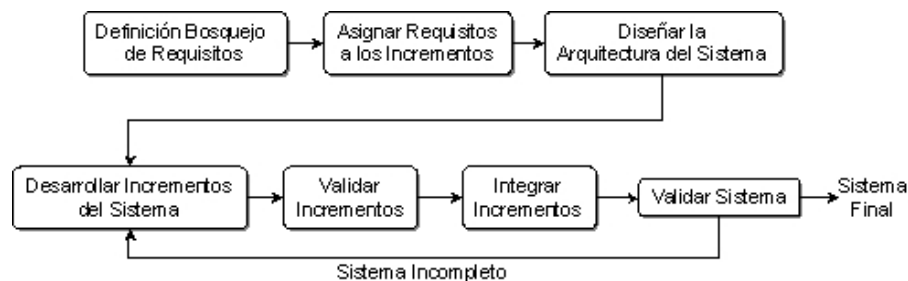 Definición Bosquejo
de Requisitos
Asignar Requisitos
a los Incrementos
Diseñar la
Arquitectura del Sistema
Desarrollar Incrementos
del Sistema
Validar
Incrementos
Integrar
Incrementos
Validar Sistema
Sistema
Final
Sistema Incompleto